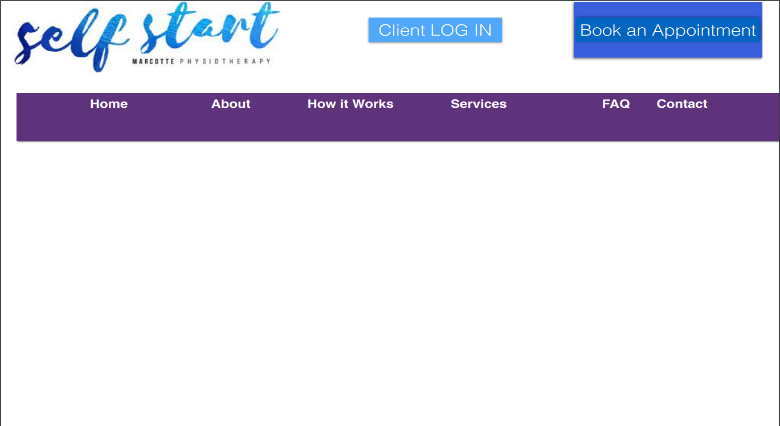 self start
MARCOTTE PHYSIOTHERAPY
Client LOG IN
Book an Appointment
Home About How it Works Services FAQ Contact